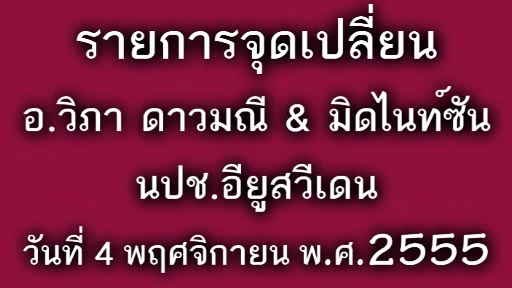 รายการจุดเปลี่ยน
อ.วิภา ดาวมณี & มิดไนท์ซัน
นปช.อียูสวีเดน
วันที่ 4 พฤศจิกายน พ.ศ.2555